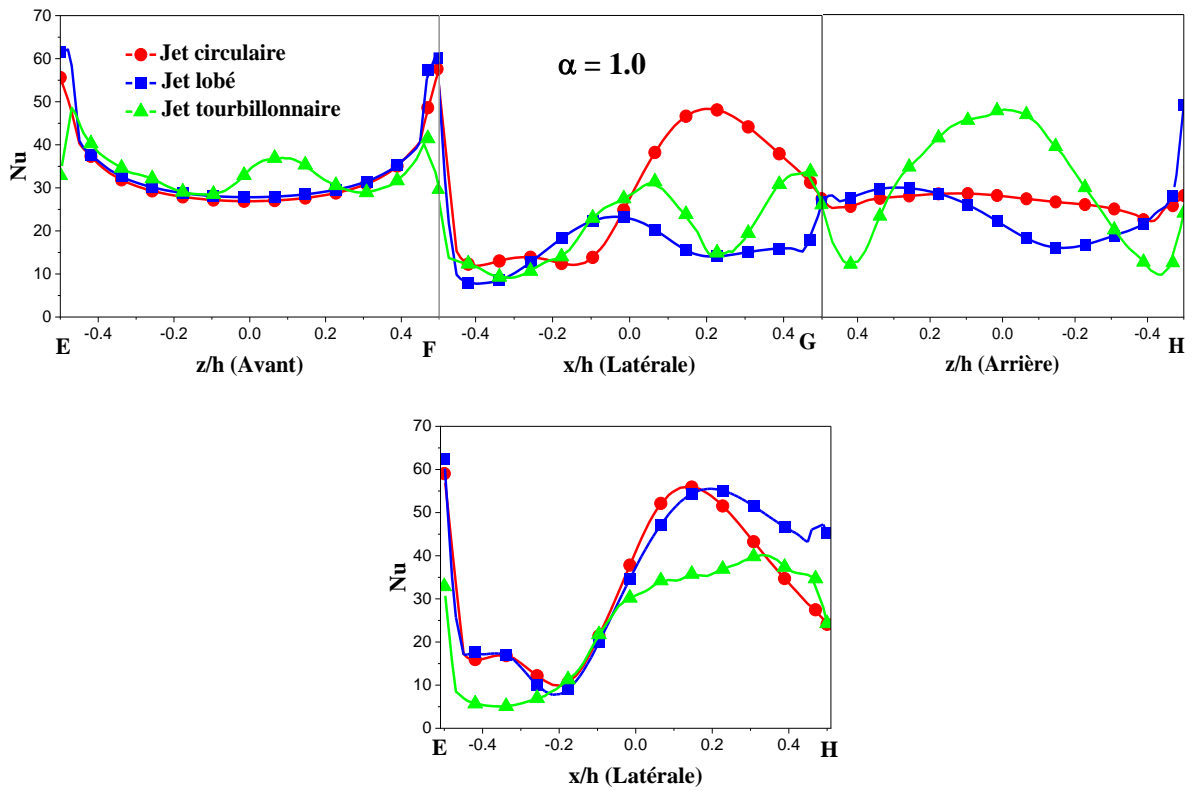 70
60
50
40
30
20
10
0
Nu
Jet circulaire
Jet lobé
Jet tourbillonnaire
α = 1.0
-0.4 -0.2 0.0 0.2 0.4
-0.4 -0.2 0.0 0.2 0.4
0.4 0.2 0.0 -0.2 -0.4
E F G H
z/h (Avant)
x/h (Latérale)
z/h (Arrière)
70
60
50
40
30
20
10
0
Nu
E -0.4 -0.2 0.0 0.2 0.4 H
x/h (Latérale)